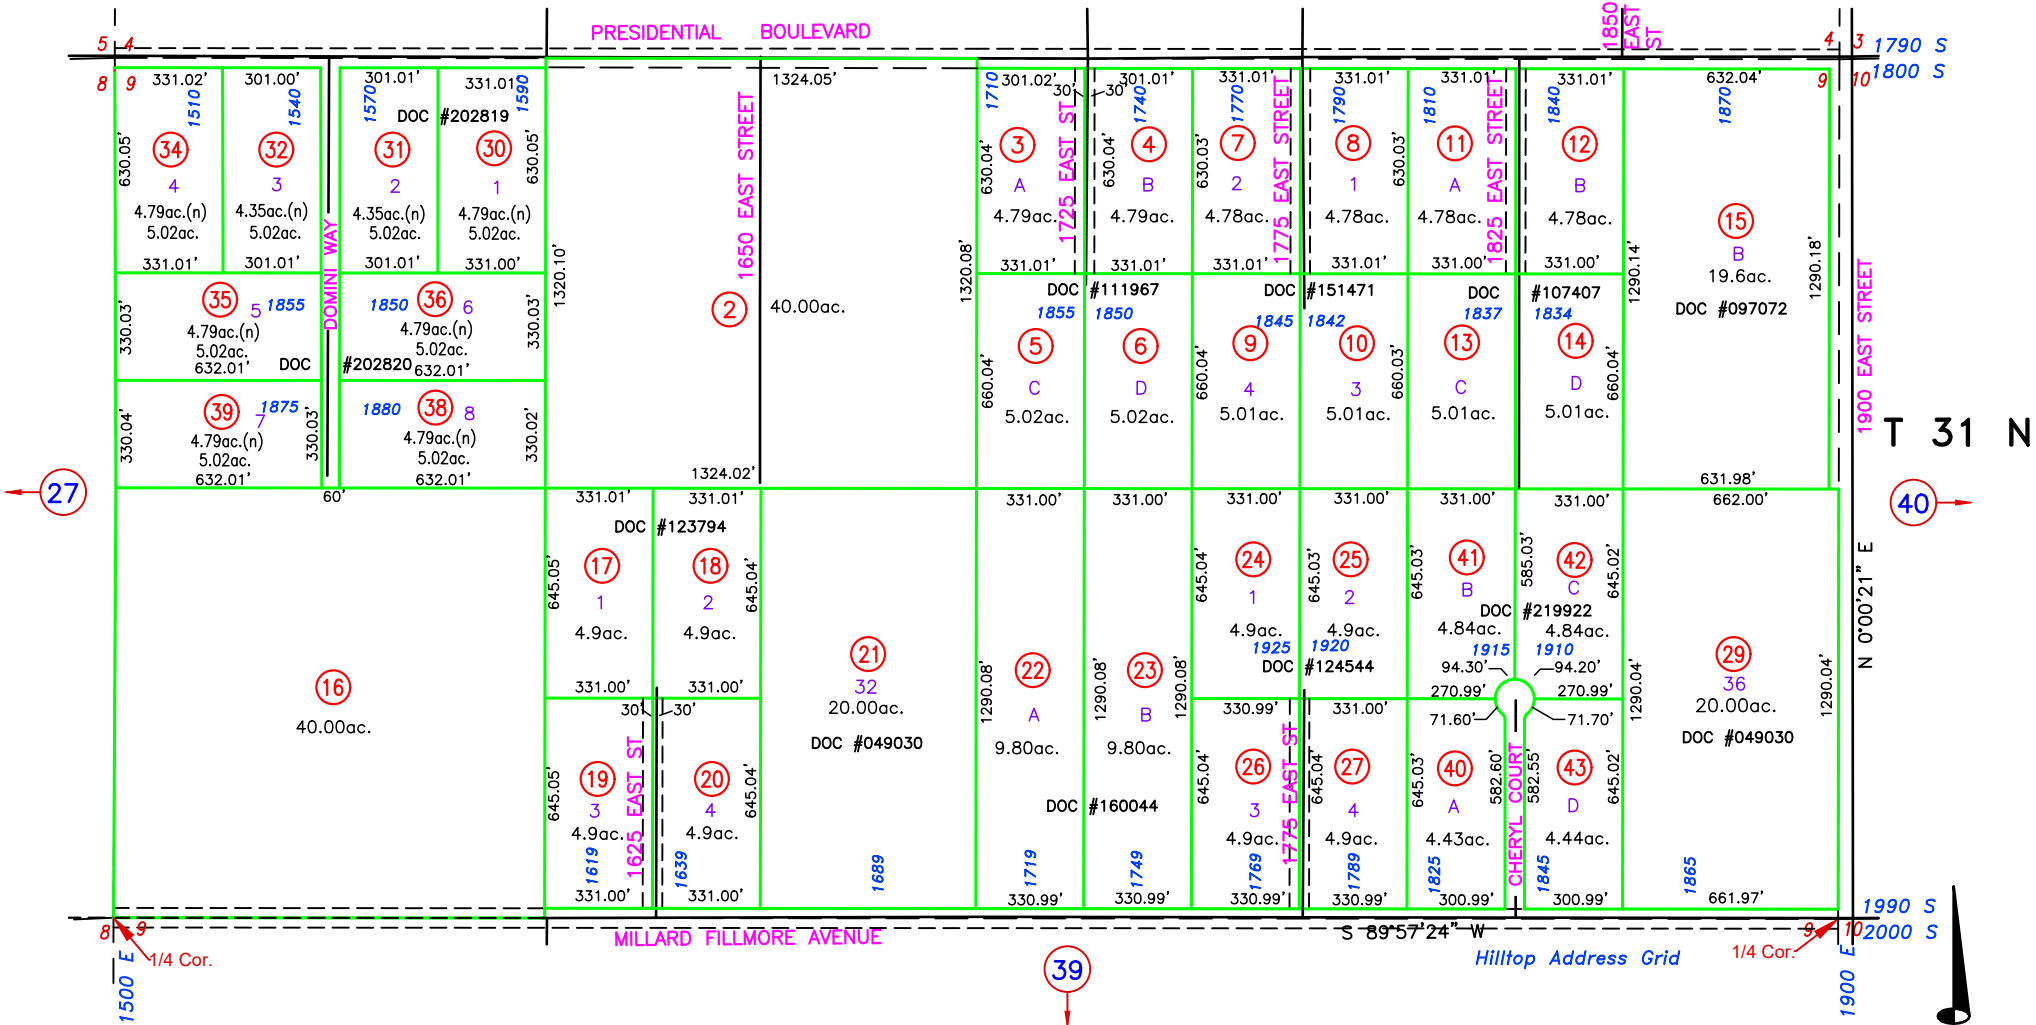 PRESIDENTIAL BOULEVARD
1850
EAST
ST
5 4
4 3
1790 S
8 9
9 10
1800 S
331.02'
301.00'
301.01'
331.01'
1324.05'
301.02'
30'
30'
301.01'
331.01'
331.01'
331.01'
331.01'
632.04'
1510
1540
1570
1590
1710
1740
1770
1790
1810
1840
1870
DOC #202819
630.05'
34
4
4.79ac.(n)
5.02ac.
331.01'
32
3
4.35ac.(n)
5.02ac.
301.01'
DOMINI WAY
31
2
4.35ac.(n)
5.02ac.
301.01'
30
1
4.79ac.(n)
5.02ac.
331.00'
630.05'
1650 EAST STREET
1320.10'
2
40.00ac.
1320.08'
1324.02'
630.04'
3
A
4.79ac.
331.01'
1725 EAST ST
630.04'
4
B
4.79ac.
331.01'
630.03'
7
2
4.78ac.
331.01'
1775 EAST STREET
8
1
4.78ac.
331.01'
630.03'
11
A
4.78ac.
331.00'
1825 EAST STREET
12
B
4.78ac.
331.00'
1290.14'
15
B
19.6ac.
DOC #097072
1290.18'
631.98'
1900 EAST STREET
T 31 N
330.03'
35
5
1855
4.79ac.(n)
5.02ac.
632.01'
DOC #202820
1850
36
6
4.79ac.(n)
5.02ac.
632.01'
330.03'
330.04'
39
7
1875
4.79ac.(n)
5.02ac.
632.01'
330.03'
1880
38
8
4.79ac.(n)
5.02ac.
632.01'
330.02'
60'
DOC #111967
DOC #151471
DOC #107407
1855
1850
1845
1842
1837
1834
660.04'
5
C
5.02ac.
6
D
5.02ac.
660.04'
9
4
5.01ac.
10
3
5.01ac.
660.03'
13
C
5.01ac.
14
D
5.01ac.
660.04'
27
40
331.01'
331.01'
331.00'
331.00'
331.00'
331.00'
331.00'
331.00'
662.00'
16
40.00ac.
DOC #123794
645.05'
17
1
4.9ac.
331.00'
18
2
4.9ac.
331.00'
645.04'
645.05'
19
3
4.9ac.
1619
331.00'
30'
30'
1625 EAST ST
20
4
4.9ac.
1639
331.00'
645.04'
21
32
20.00ac.
DOC #049030
1689
1290.08'
22
A
9.80ac.
1719
330.99'
1290.08'
23
B
9.80ac.
DOC #160044
1749
330.99'
1290.08'
645.04'
24
1
4.9ac.
1925
DOC #124544
330.99'
645.03'
25
2
4.9ac.
1920
331.00'
645.03'
41
B
4.84ac.
1915
94.30'
270.99'
71.60'
585.03'
DOC #219922
42
C
4.84ac.
1910
94.20'
270.99'
71.70'
645.02'
645.04'
26
3
4.9ac.
1769
330.99'
1775 EAST ST
645.04'
27
4
4.9ac.
1789
330.99'
645.03'
40
A
4.43ac.
1825
300.99'
582.60'
CHERYL COURT
582.55'
43
D
4.44ac.
1845
300.99'
645.02'
1290.04'
29
36
20.00ac.
DOC #049030
1865
661.97'
1290.04'
N 0°00'21" E
1990 S
2000 S
8 9
9 10
1/4 Cor.
1/4 Cor.
1500 E
1900 E
MILLARD FILLMORE AVENUE
S 89°57'24" W
Hilltop Address Grid
39